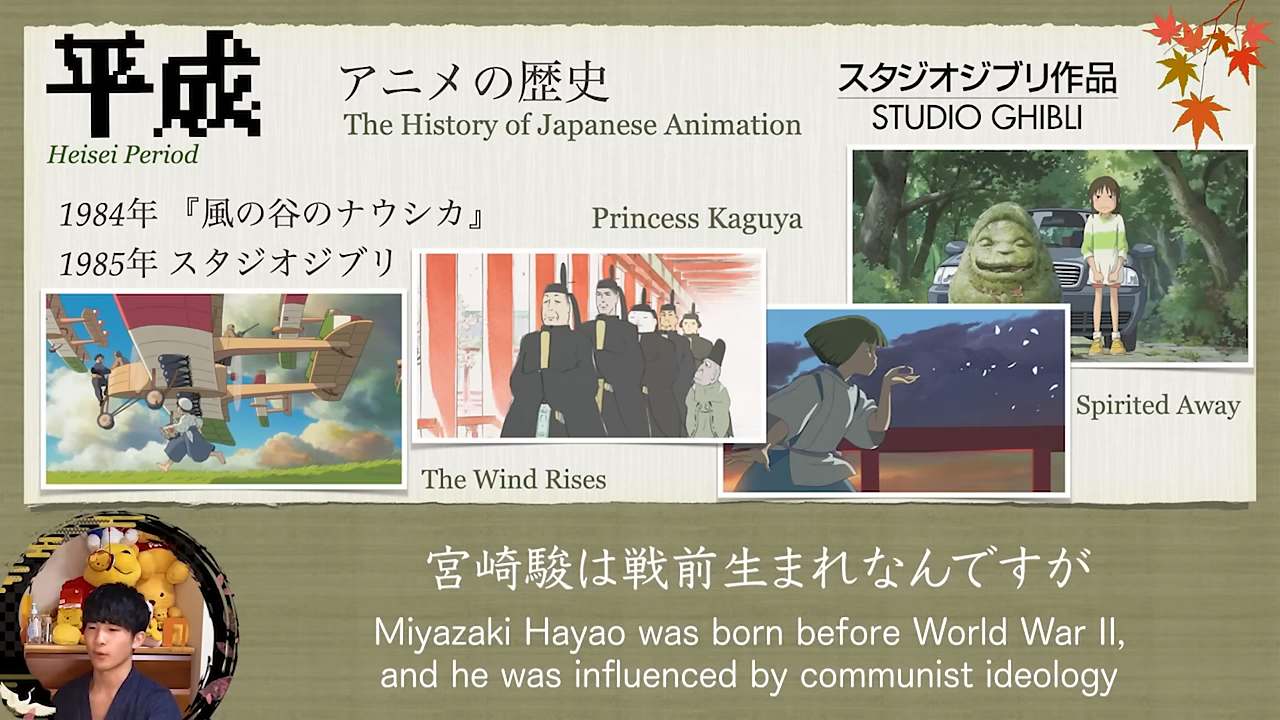 平成
Heisei Period
アニメの歴史
The History of Japanese Animation
スタジオジブリ作品
STUDIO GHIBLI
1984年 『風の谷のナウシカ』
1985年 スタジオジブリ
Princess Kaguya
Spirited Away
The Wind Rises
宮崎駿は戦前生まれなんですが
Miyazaki Hayao was born before World War II,
and he was influenced by communist ideology